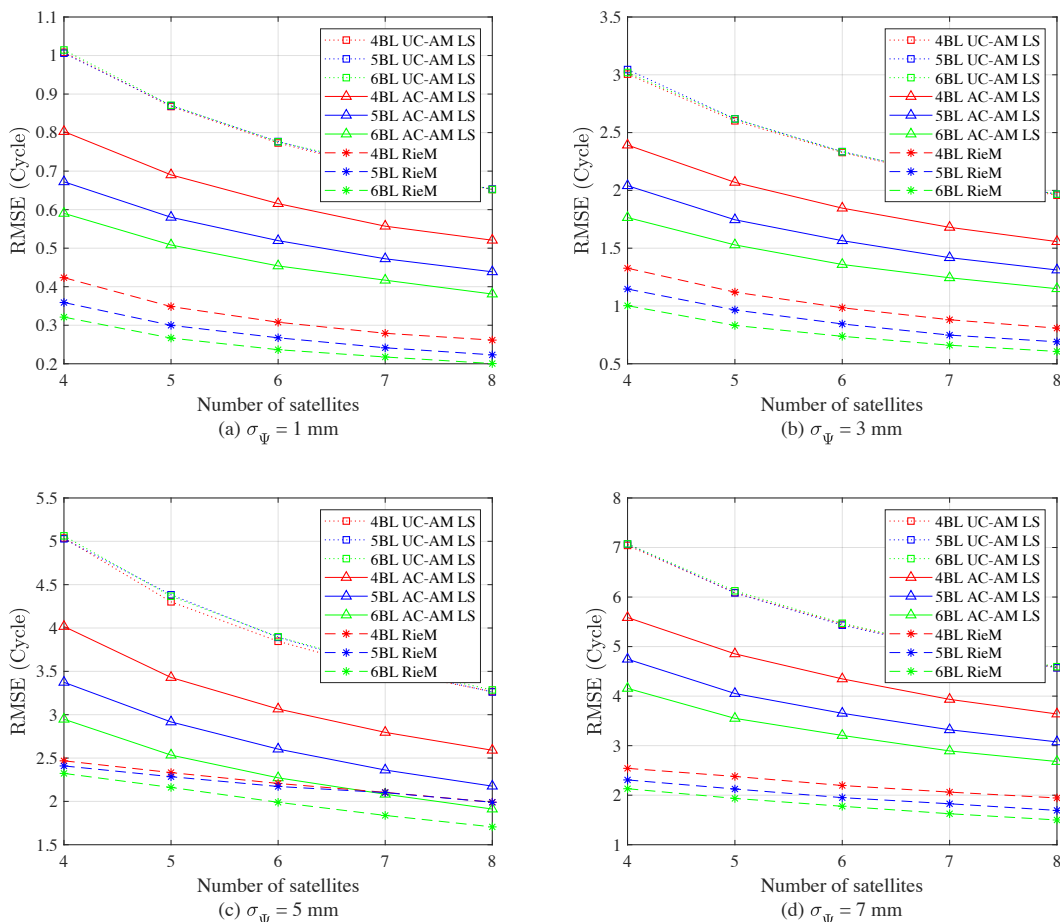 1.1
1
0.9
0.8
0.7
0.6
0.5
0.4
0.3
0.2
RMSE (Cycle)
4BL UC-AM LS
5BL UC-AM LS
6BL UC-AM LS
4BL AC-AM LS
5BL AC-AM LS
6BL AC-AM LS
4BL RieM
5BL RieM
6BL RieM
4 5 6 7 8
Number of satellites
(a) σ_Ψ̃ = 1 mm
3.5
3
2.5
2
1.5
1
0.5
RMSE (Cycle)
4BL UC-AM LS
5BL UC-AM LS
6BL UC-AM LS
4BL AC-AM LS
5BL AC-AM LS
6BL AC-AM LS
4BL RieM
5BL RieM
6BL RieM
4 5 6 7 8
Number of satellites
(b) σ_Ψ̃ = 3 mm
5.5
5
4.5
4
3.5
3
2.5
2
1.5
RMSE (Cycle)
4BL UC-AM LS
5BL UC-AM LS
6BL UC-AM LS
4BL AC-AM LS
5BL AC-AM LS
6BL AC-AM LS
4BL RieM
5BL RieM
6BL RieM
4 5 6 7 8
Number of satellites
(c) σ_Ψ̃ = 5 mm
8
7
6
5
4
3
2
1
RMSE (Cycle)
4BL UC-AM LS
5BL UC-AM LS
6BL UC-AM LS
4BL AC-AM LS
5BL AC-AM LS
6BL AC-AM LS
4BL RieM
5BL RieM
6BL RieM
4 5 6 7 8
Number of satellites
(d) σ_Ψ̃ = 7 mm